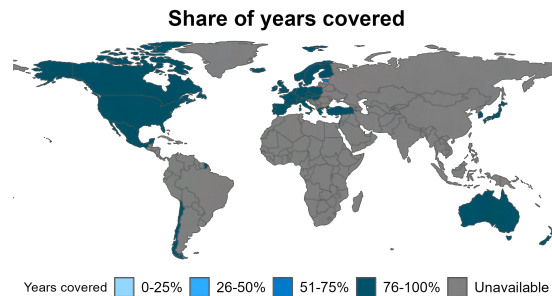 Share of years covered
Years covered 0-25% 26-50% 51-75% 76-100% Unavailable